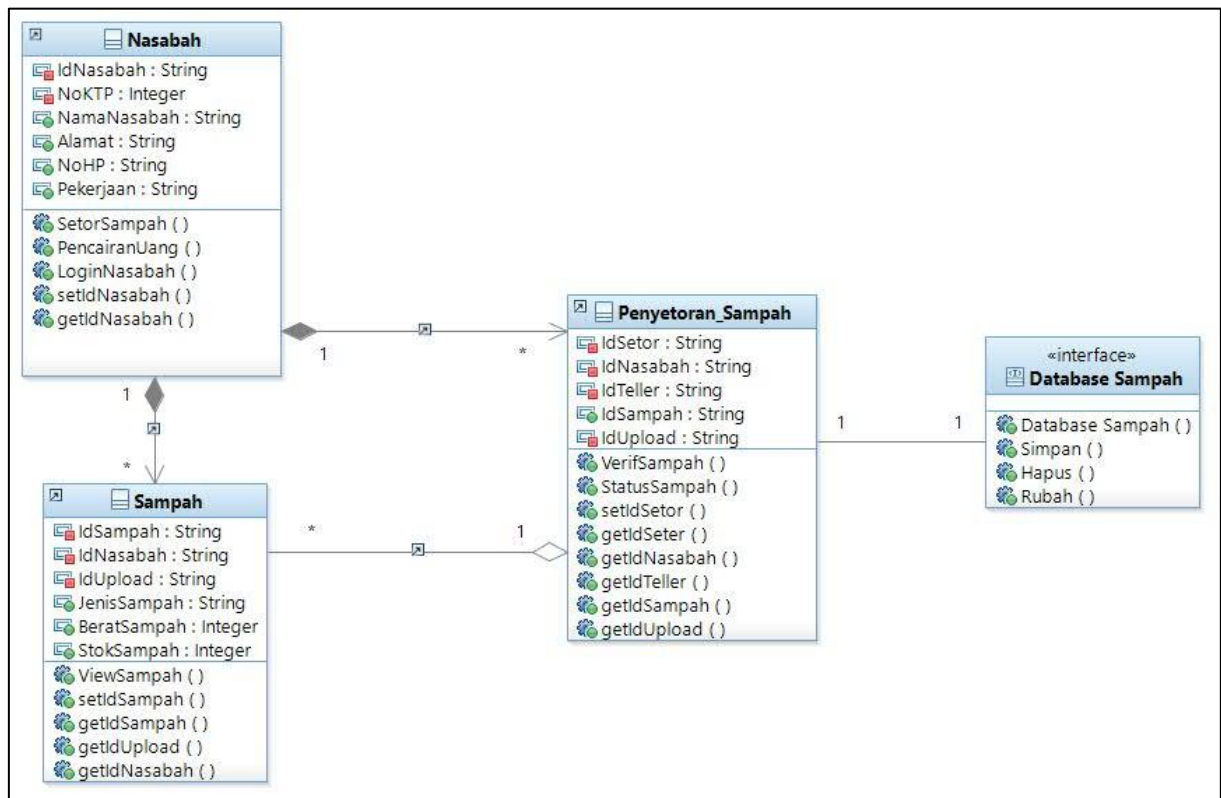 Nasabah
IdNasabah : String
NoKTP : Integer
NamaNasabah : String
Alamat : String
NoHP : String
Pekerjaan : String
SetorSampah ( )
PencairanUang ( )
LoginNasabah ( )
setIdNasabah ( )
getIdNasabah ( )
1
*
1
*
Penyetoran_Sampah
IdSetor : String
IdNasabah : String
IdTeller : String
IdSampah : String
IdUpload : String
VerifSampah ( )
StatusSampah ( )
setIdSetor ( )
getIdSeter ( )
getIdNasabah ( )
getIdTeller ( )
getIdSampah ( )
getIdUpload ( )
1
1
«interface»
Database Sampah
Database Sampah ( )
Simpan ( )
Hapus ( )
Rubah ( )
Sampah
IdSampah : String
IdNasabah : String
IdUpload : String
JenisSampah : String
BeratSampah : Integer
StokSampah : Integer
ViewSampah ( )
setIdSampah ( )
getIdSampah ( )
getIdUpload ( )
getIdNasabah ( )
*
1